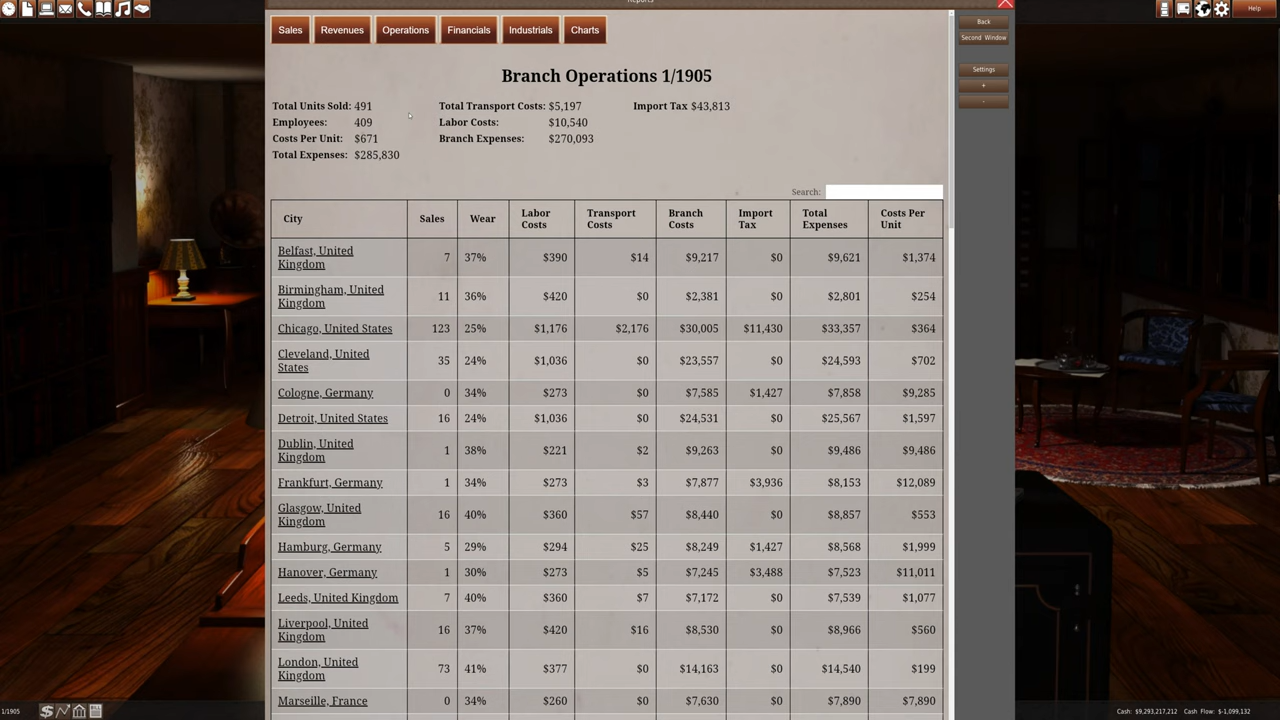 Reports
Help
Back
Second Window
Settings
+
-
Sales Revenues Operations Financials Industrials Charts
Branch Operations 1/1905
Total Units Sold: 491 Total Transport Costs: $5,197 Import Tax $43,813
Employees: 409 Labor Costs: $10,540
Costs Per Unit: $671 Branch Expenses: $270,093
Total Expenses: $285,830
Search:
City Sales Wear Labor Costs Transport Costs Branch Costs Import Tax Total Expenses Costs Per Unit
Belfast, United Kingdom 7 37% $390 $14 $9,217 $0 $9,621 $1,374
Birmingham, United Kingdom 11 36% $420 $0 $2,381 $0 $2,801 $254
Chicago, United States 123 25% $1,176 $2,176 $30,005 $11,430 $33,357 $364
Cleveland, United States 35 24% $1,036 $0 $23,557 $0 $24,593 $702
Cologne, Germany 0 34% $273 $0 $7,585 $1,427 $7,858 $9,285
Detroit, United States 16 24% $1,036 $0 $24,531 $0 $25,567 $1,597
Dublin, United Kingdom 1 38% $221 $2 $9,263 $0 $9,486 $9,486
Frankfurt, Germany 1 34% $273 $3 $7,877 $3,936 $8,153 $12,089
Glasgow, United Kingdom 16 40% $360 $57 $8,440 $0 $8,857 $553
Hamburg, Germany 5 29% $294 $25 $8,249 $1,427 $8,568 $1,999
Hanover, Germany 1 30% $273 $5 $7,245 $3,488 $7,523 $11,011
Leeds, United Kingdom 7 40% $360 $7 $7,172 $0 $7,539 $1,077
Liverpool, United Kingdom 16 37% $420 $16 $8,530 $0 $8,966 $560
London, United Kingdom 73 41% $377 $0 $14,163 $0 $14,540 $199
Marseille, France 0 34% $260 $0 $7,630 $0 $7,890 $7,890
1/1905
Cash: $9,293,217,212 Cash Flow: $-1,099,132